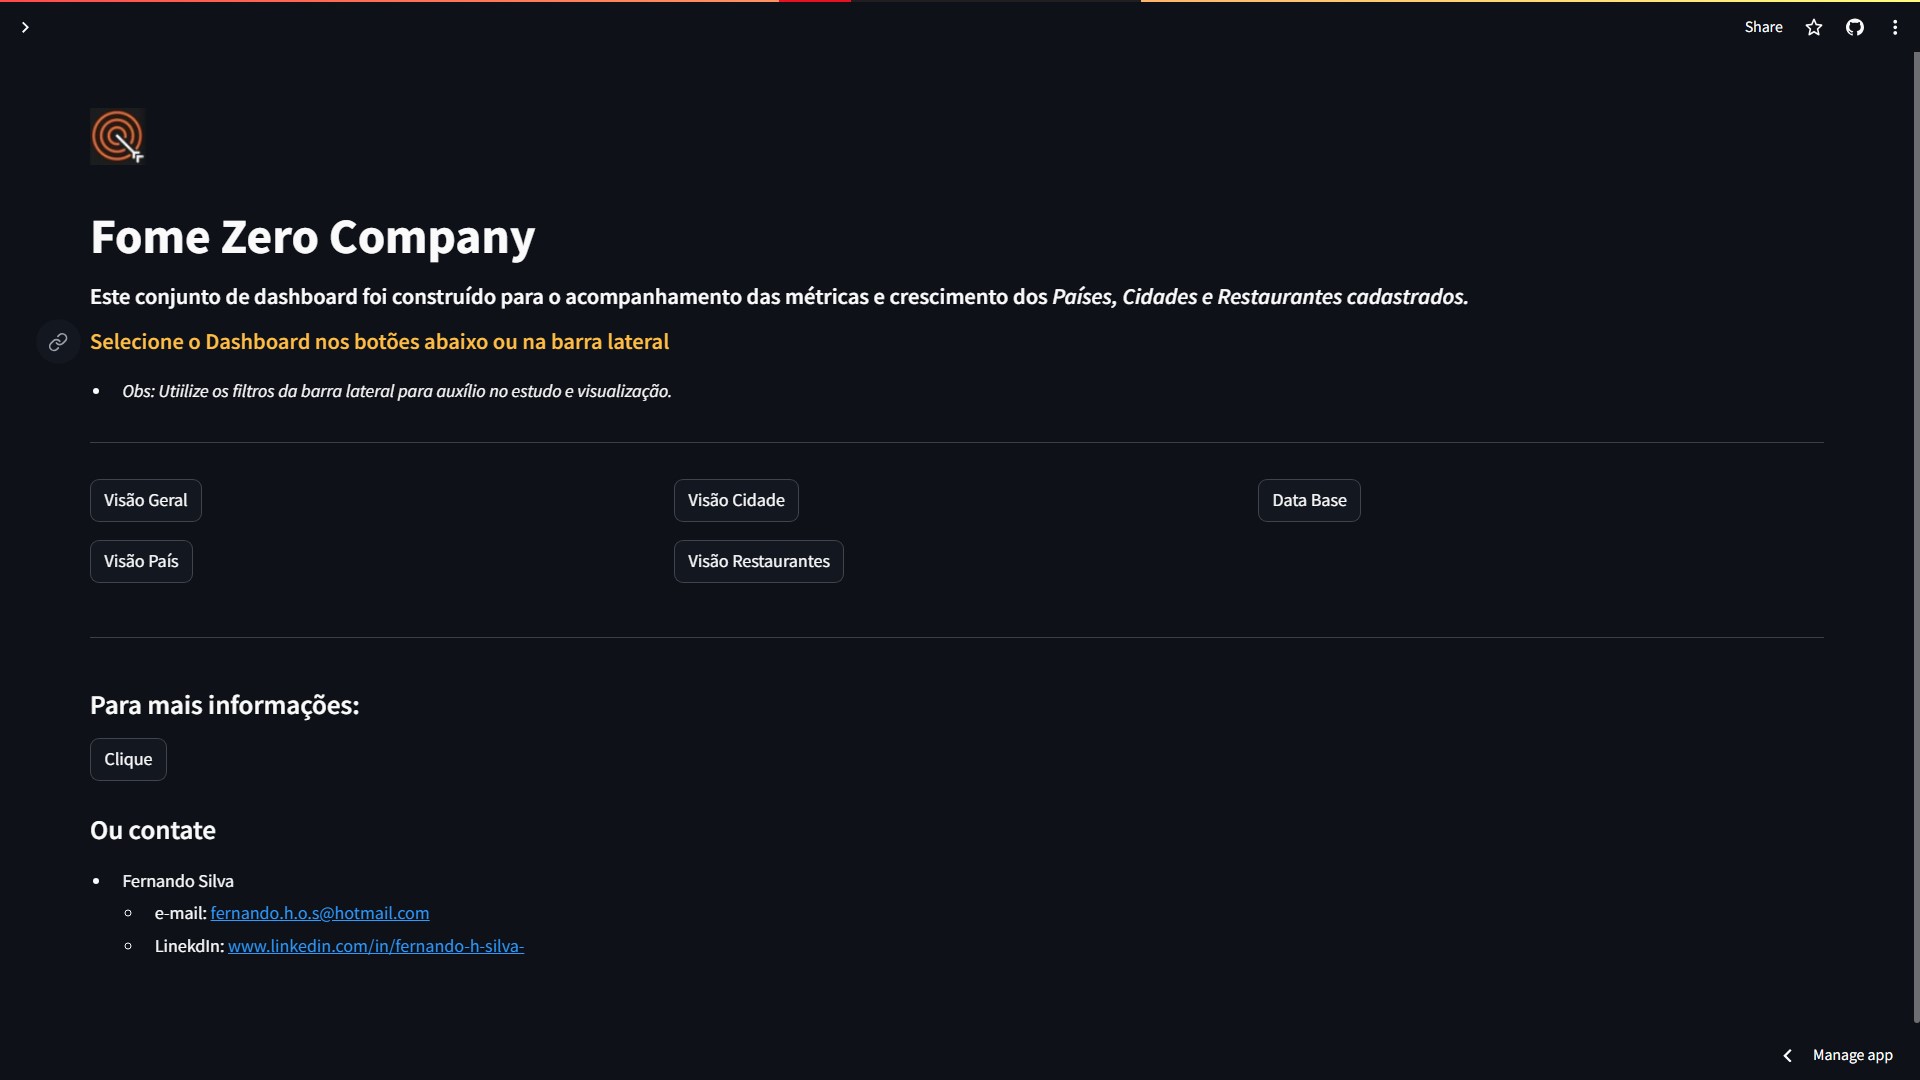 Share
Fome Zero Company
Este conjunto de dashboard foi construído para o acompanhamento das métricas e crescimento dos Países, Cidades e Restaurantes cadastrados.
Selecione o Dashboard nos botões abaixo ou na barra lateral
• Obs: Utiilize os filtros da barra lateral para auxílio no estudo e visualização.
Visão Geral
Visão Cidade
Data Base
Visão País
Visão Restaurantes
Para mais informações:
Clique
Ou contate
• Fernando Silva
◦ e-mail: fernando.h.o.s@hotmail.com
◦ LinekdIn: www.linkedin.com/in/fernando-h-silva-
Manage app